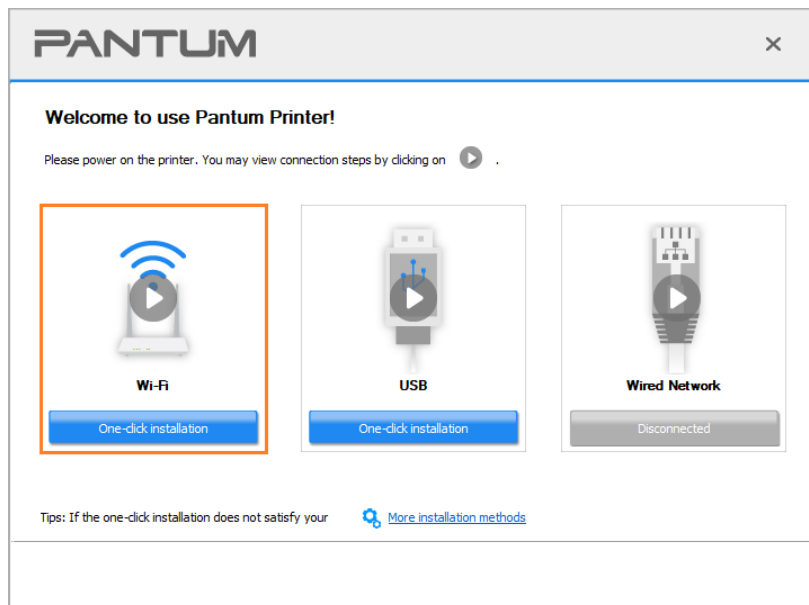 PANTUM
Welcome to use Pantum Printer!
Please power on the printer. You may view connection steps by clicking on .
Wi-Fi
USB
Wired Network
One-click installation
One-click installation
Disconnected
Tips: If the one-click installation does not satisfy your
More installation methods